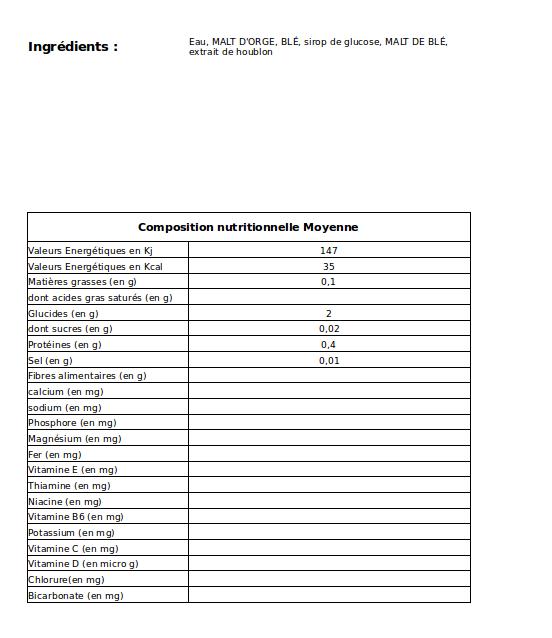 Ingrédients :
Eau, MALT D'ORGE, BLÉ, sirop de glucose, MALT DE BLÉ,
extrait de houblon
Composition nutritionnelle Moyenne
Valeurs Energétiques en Kj 147
Valeurs Energétiques en Kcal 35
Matières grasses (en g) 0,1
dont acides gras saturés (en g)
Glucides (en g) 2
dont sucres (en g) 0,02
Protéines (en g) 0,4
Sel (en g) 0,01
Fibres alimentaires (en g)
calcium (en mg)
sodium (en mg)
Phosphore (en mg)
Magnésium (en mg)
Fer (en mg)
Vitamine E (en mg)
Thiamine (en mg)
Niacine (en mg)
Vitamine B6 (en mg)
Potassium (en mg)
Vitamine C (en mg)
Vitamine D (en micro g)
Chlorure(en mg)
Bicarbonate (en mg)